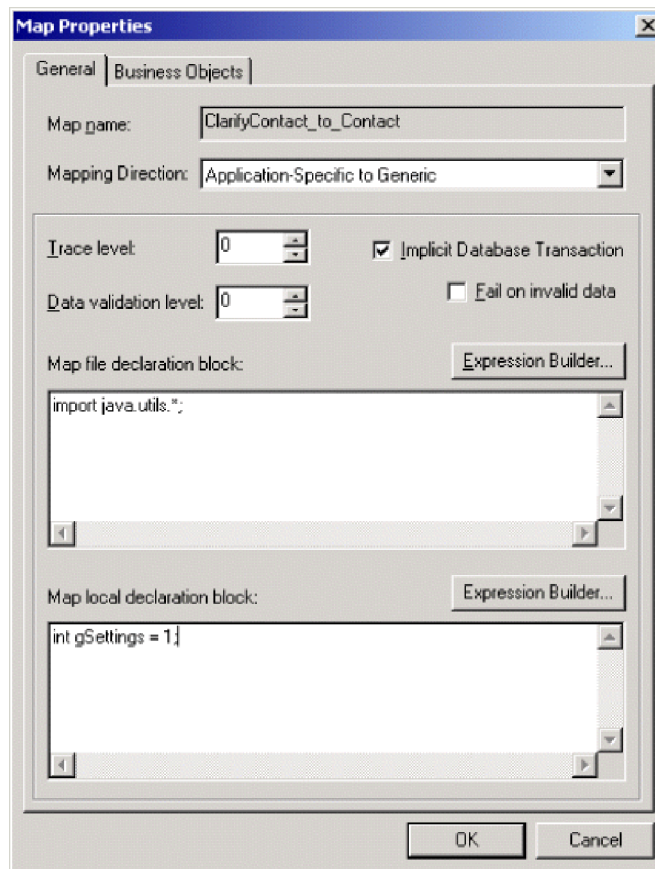 Map Properties
General
Business Objects
Map name: ClarifyContact_to_Contact
Mapping Direction: Application-Specific to Generic
Trace level: 0
Implicit Database Transaction
Data validation level: 0
Fail on invalid data
Map file declaration block:
Expression Builder...
import java.utils.*;
Map local declaration block:
Expression Builder...
int gSettings = 1;
OK
Cancel